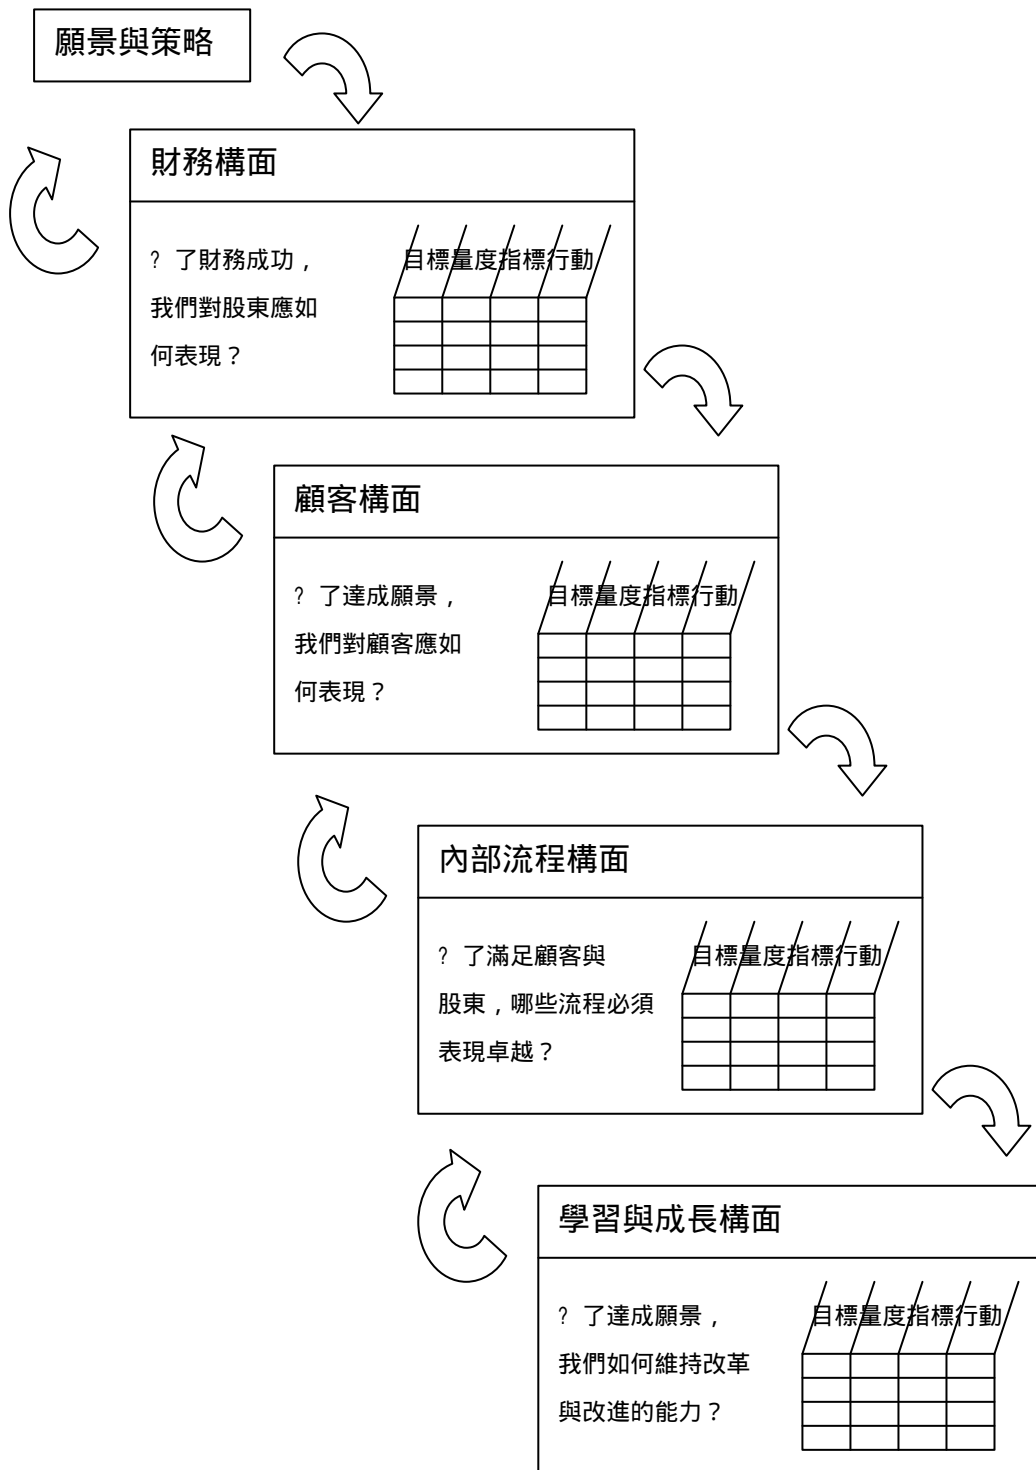 願景與策略
財務構面
? 了財務成功，
我們對股東應如
何表現？
目標量度指標行動
顧客構面
? 了達成願景，
我們對顧客應如
何表現？
目標量度指標行動
內部流程構面
? 了滿足顧客與
股東，哪些流程必須
表現卓越？
目標量度指標行動
學習與成長構面
? 了達成願景，
我們如何維持改革
與改進的能力？
目標量度指標行動